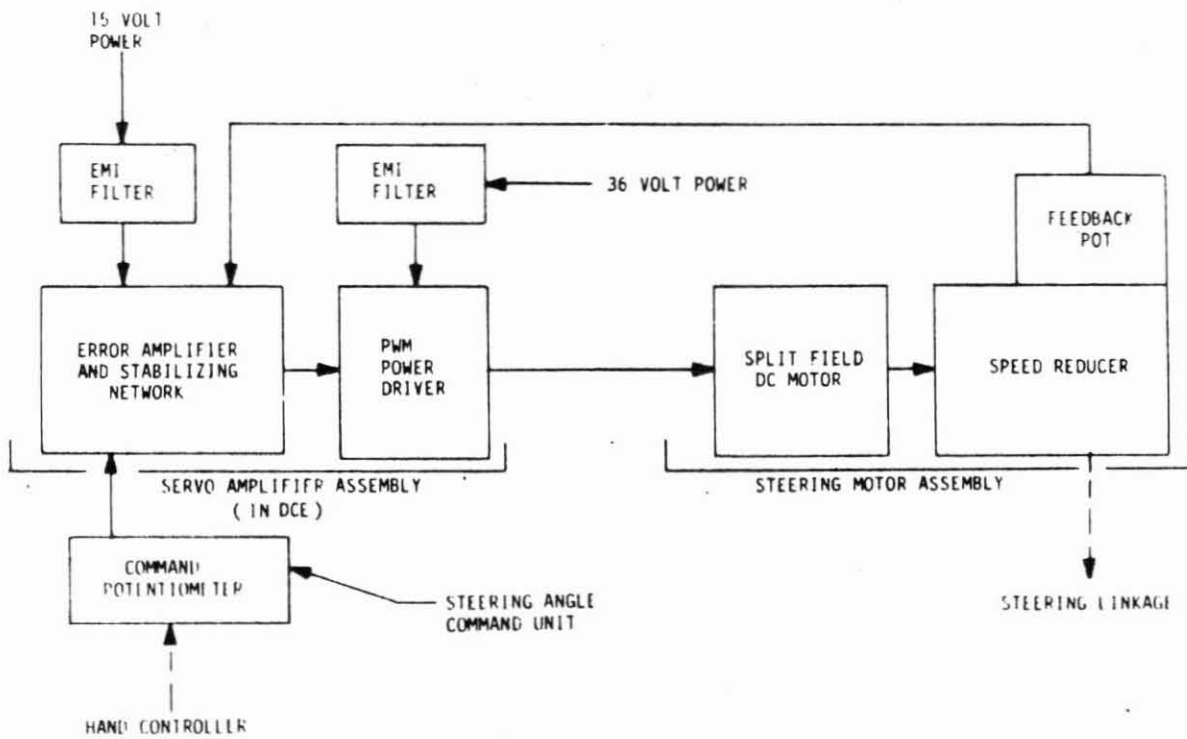 15 VOLT
POWER
EMI
FILTER
EMI
FILTER
36 VOLT POWER
FEEDBACK
POT
ERROR AMPLIFIER
AND STABILIZING
NETWORK
PWM
POWER
DRIVER
SPLIT FIELD
DC MOTOR
SPEED REDUCER
SERVO AMPLIFIER ASSEMBLY
( IN DCE )
STEERING MOTOR ASSEMBLY
COMMAND
POTENTIOMETER
STEERING ANGLE
COMMAND UNIT
STEERING LINKAGE
HAND CONTROLLER